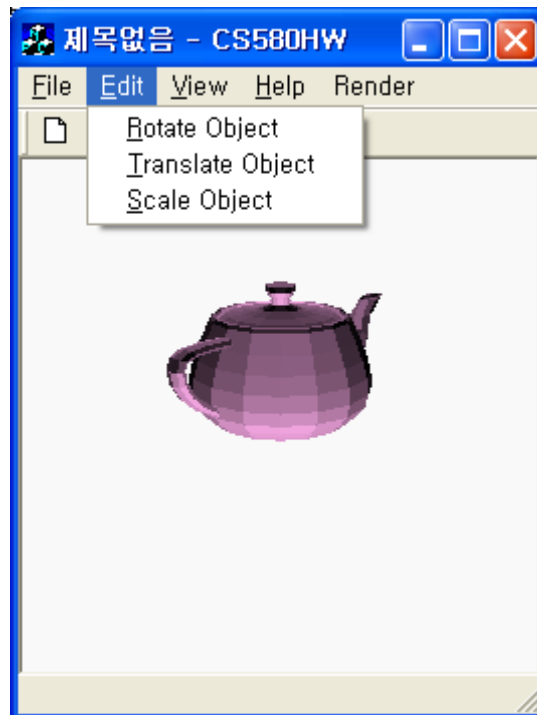 제목없음 - CS580HW
File Edit View Help Render
Rotate Object
Translate Object
Scale Object